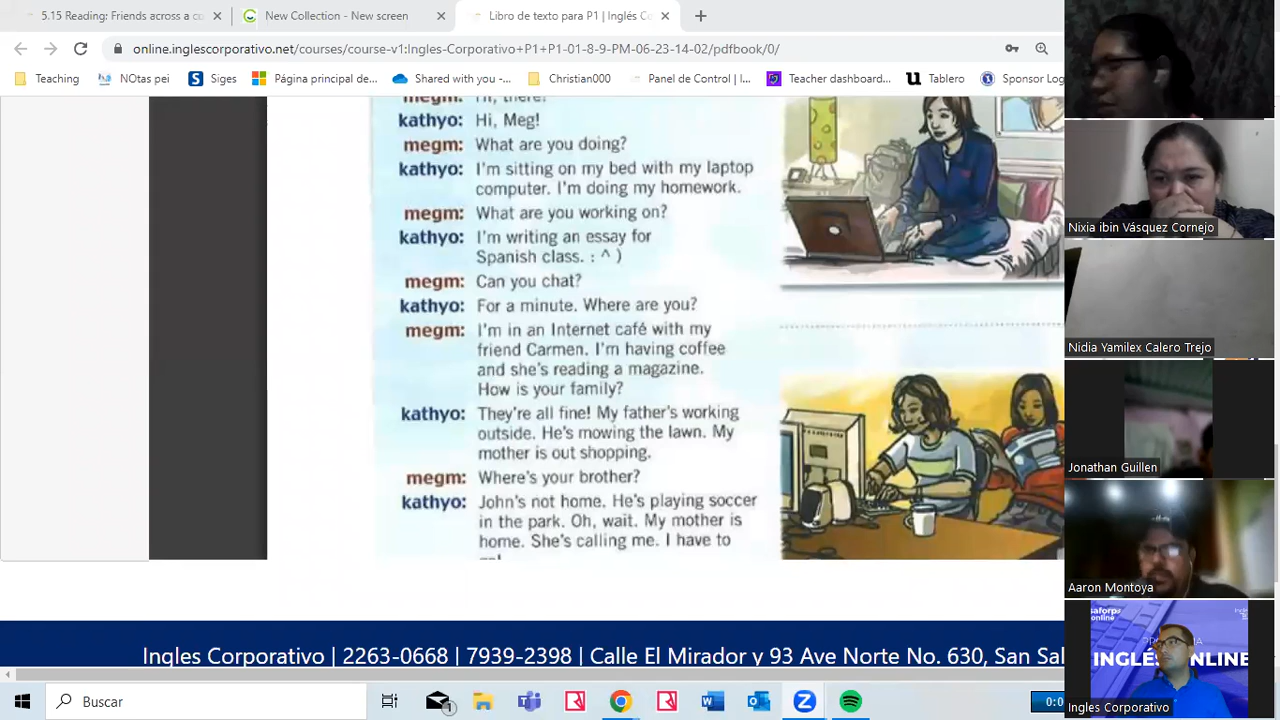 5.15 Reading: Friends across a co
New Collection - New screen
Libro de texto para P1 | Inglés C
online.inglescorporativo.net/courses/course-v1:Ingles-Corporativo+P1+P1-01-8-9-PM-06-23-14-02/pdfbook/0/
Teaching
NOtas pei
Siges
Página principal de...
Shared with you -...
Christian000
Panel de Control | I...
Teacher dashboard...
Tablero
Sponsor Log
megm: Hi, there!
kathyo: Hi, Meg!
megm: What are you doing?
kathyo: I'm sitting on my bed with my laptop
computer. I'm doing my homework.
megm: What are you working on?
kathyo: I'm writing an essay for
Spanish class. : ^ )
megm: Can you chat?
kathyo: For a minute. Where are you?
megm: I'm in an Internet café with my
friend Carmen. I'm having coffee
and she's reading a magazine.
How is your family?
kathyo: They're all fine! My father's working
outside. He's mowing the lawn. My
mother is out shopping.
megm: Where's your brother?
kathyo: John's not home. He's playing soccer
in the park. Oh, wait. My mother is
home. She's calling me. I have to
Nixia ibin Vásquez Cornejo
Nidia Yamilex Calero Trejo
Jonathan Guillen
Aaron Montoya
INGLÉS ONLINE
Ingles Corporativo
Ingles Corporativo | 2263-0668 | 7939-2398 | Calle El Mirador y 93 Ave Norte No. 630, San Sal
Buscar
0:0